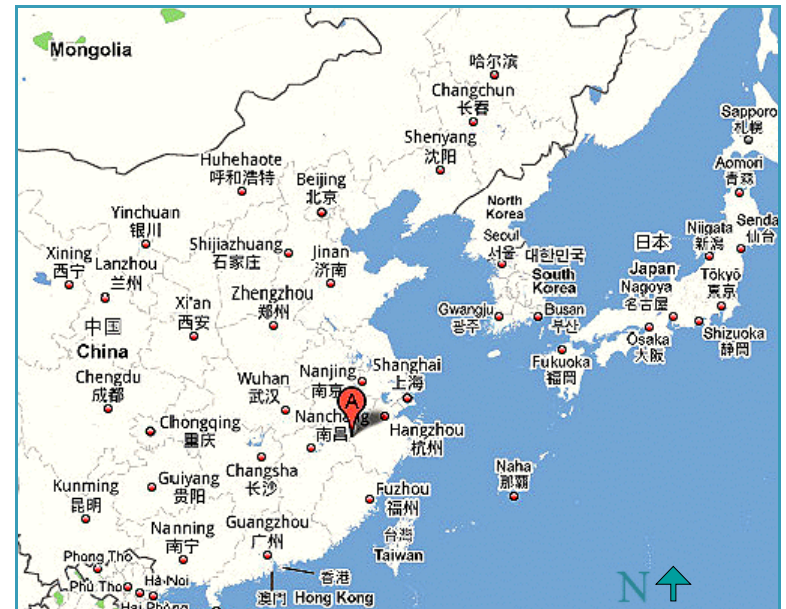 Mongolia
哈尔滨
Changchun
长春
Shenyang
沈阳
Sapporo
札幌
Huhehaote
呼和浩特
Beijing
北京
Aomori
青森
Yinchuan
银川
North
Korea
Senda
仙台
Niigata
新潟
Xining
西宁
Lanzhou
兰州
Shijiazhuang
石家庄
Jinan
济南
Seoul
서울
대한민국
South
Korea
日本
Japan
Tōkyō
東京
Nagoya
名古屋
Xi'an
西安
Zhengzhou
郑州
Gwangju
광주
Busan
부산
Ōsaka
大阪
Shizuoka
静岡
中国
China
Fukuoka
福岡
Chengdu
成都
Wuhan
武汉
Nanjing
南京
Shanghai
上海
A
Chongqing
重庆
Nanchang
南昌
Hangzhou
杭州
Changsha
长沙
Naha
那覇
Kunming
昆明
Guiyang
贵阳
Fuzhou
福州
Nanning
南宁
Guangzhou
广州
台灣
Taiwan
Phong Thổ
Phú Thọ
Hà Nội
Hải Phòng
香港
澳門
Hong Kong
N